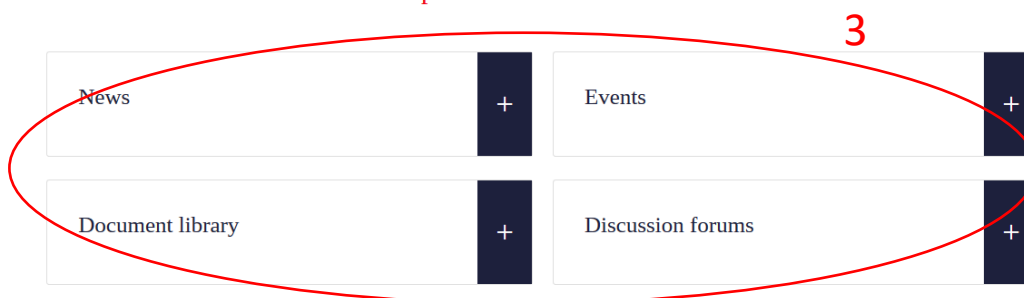 3
News + Events +
Document library + Discussion forums +